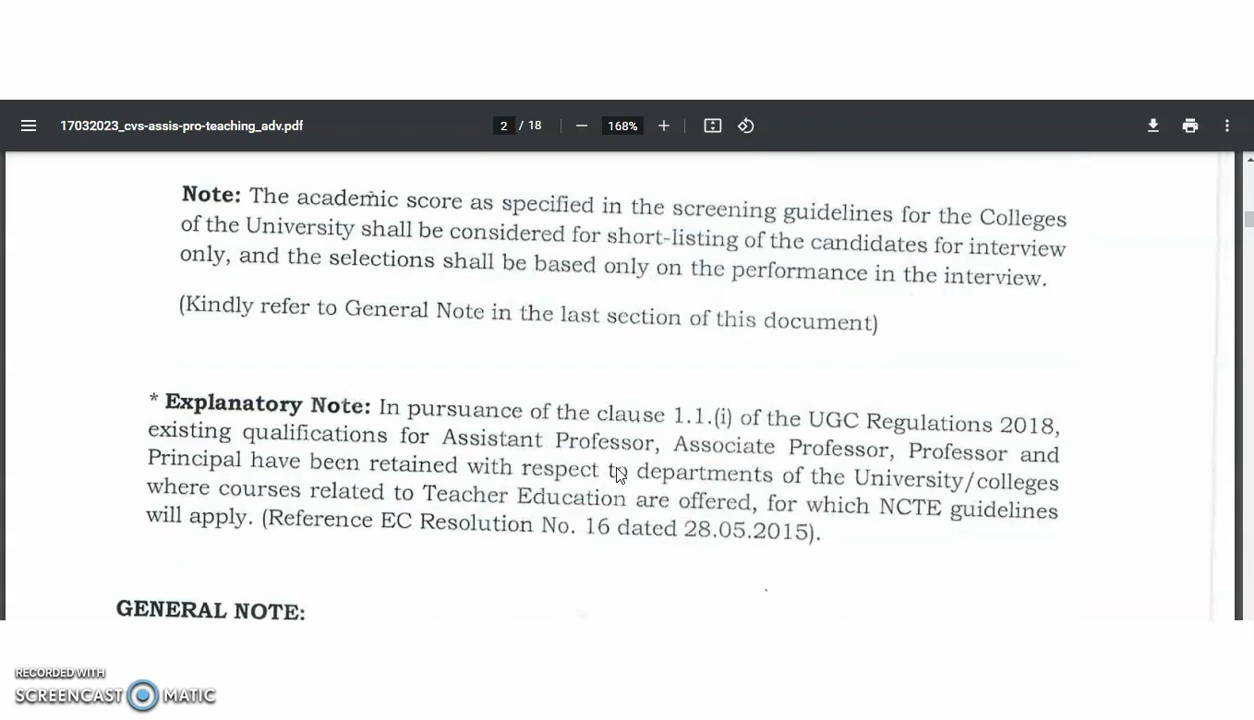 17032023_cvs-assis-pro-teaching_adv.pdf
2 / 18
168%
Note: The academic score as specified in the screening guidelines for the Colleges
of the University shall be considered for short-listing of the candidates for interview
only, and the selections shall be based only on the performance in the interview.
(Kindly refer to General Note in the last section of this document)
* Explanatory Note: In pursuance of the clause 1.1.(i) of the UGC Regulations 2018,
existing qualifications for Assistant Professor, Associate Professor, Professor and
Principal have been retained with respect to departments of the University/colleges
where courses related to Teacher Education are offered, for which NCTE guidelines
will apply. (Reference EC Resolution No. 16 dated 28.05.2015).
GENERAL NOTE:
RECORDED WITH
SCREENCAST MATIC